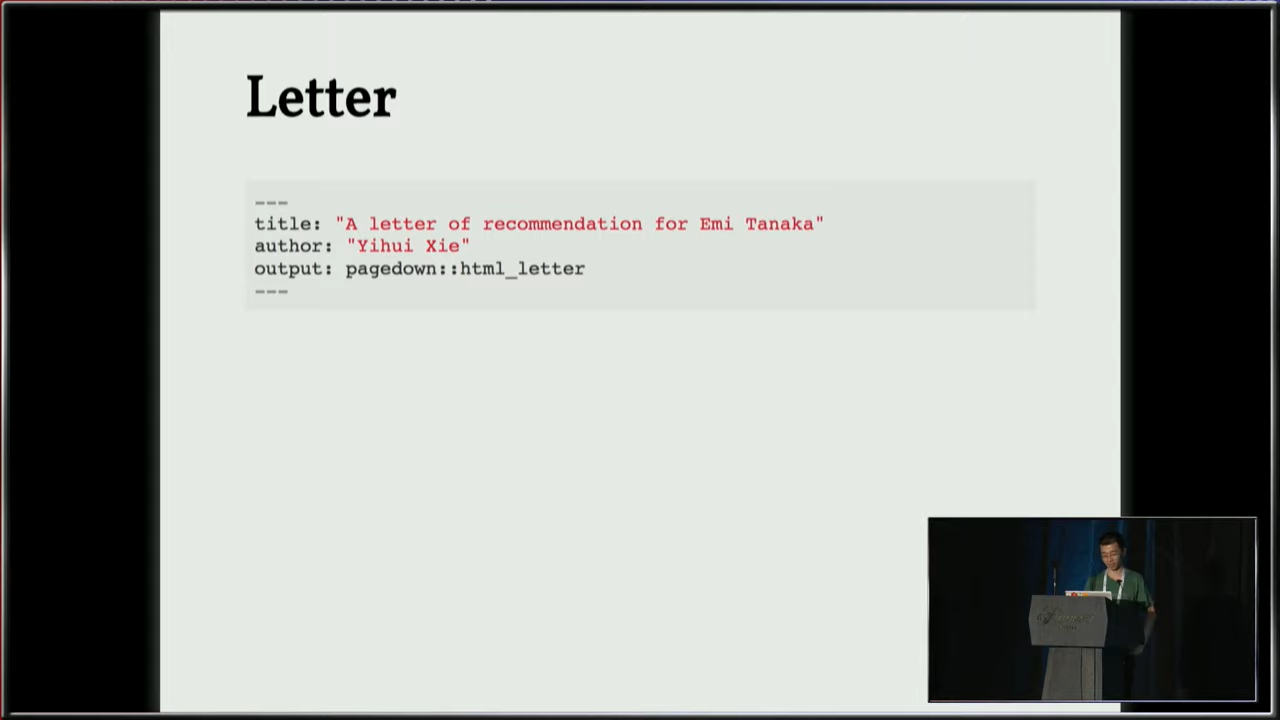 Letter
---
title: "A letter of recommendation for Emi Tanaka"
author: "Yihui Xie"
output: pagedown::html_letter
---